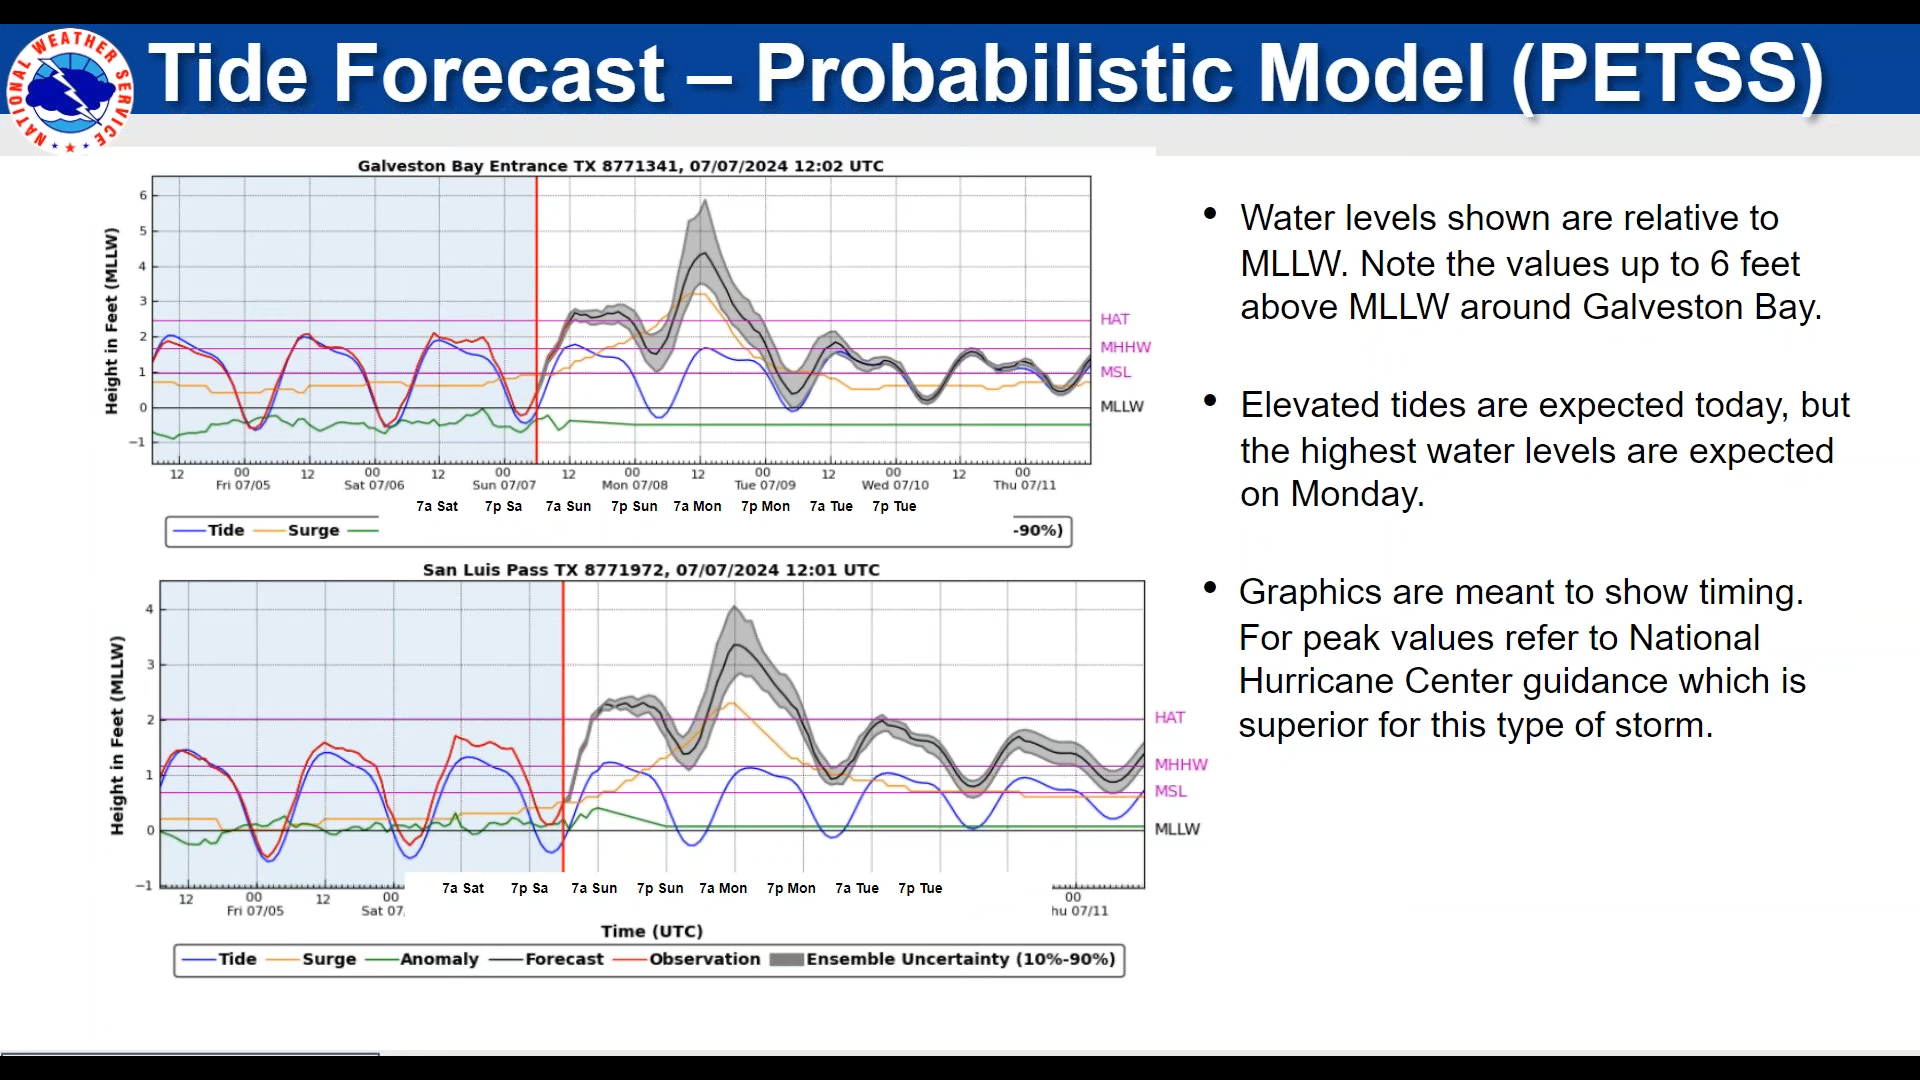 NATIONAL WEATHER SERVICE
Tide Forecast – Probabilistic Model (PETSS)
Galveston Bay Entrance TX 8771341, 07/07/2024 12:02 UTC
Height in Feet (MLLW)
6
5
4
3
2
1
0
−1
HAT
MHHW
MSL
MLLW
12 00 12 00 12 00 12 00 12 00 12 00 12 00
Fri 07/05 Sat 07/06 Sun 07/07 Mon 07/08 Tue 07/09 Wed 07/10 Thu 07/11
7a Sat 7p Sa 7a Sun 7p Sun 7a Mon 7p Mon 7a Tue 7p Tue
Tide Surge -90%)
San Luis Pass TX 8771972, 07/07/2024 12:01 UTC
Height in Feet (MLLW)
4
3
2
1
0
−1
HAT
MHHW
MSL
MLLW
7a Sat 7p Sa 7a Sun 7p Sun 7a Mon 7p Mon 7a Tue 7p Tue
12 00 12 00 00
Fri 07/05 Sat 07/ hu 07/11
Time (UTC)
Tide Surge Anomaly Forecast Observation Ensemble Uncertainty (10%-90%)
• Water levels shown are relative to
MLLW. Note the values up to 6 feet
above MLLW around Galveston Bay.
• Elevated tides are expected today, but
the highest water levels are expected
on Monday.
• Graphics are meant to show timing.
For peak values refer to National
Hurricane Center guidance which is
superior for this type of storm.